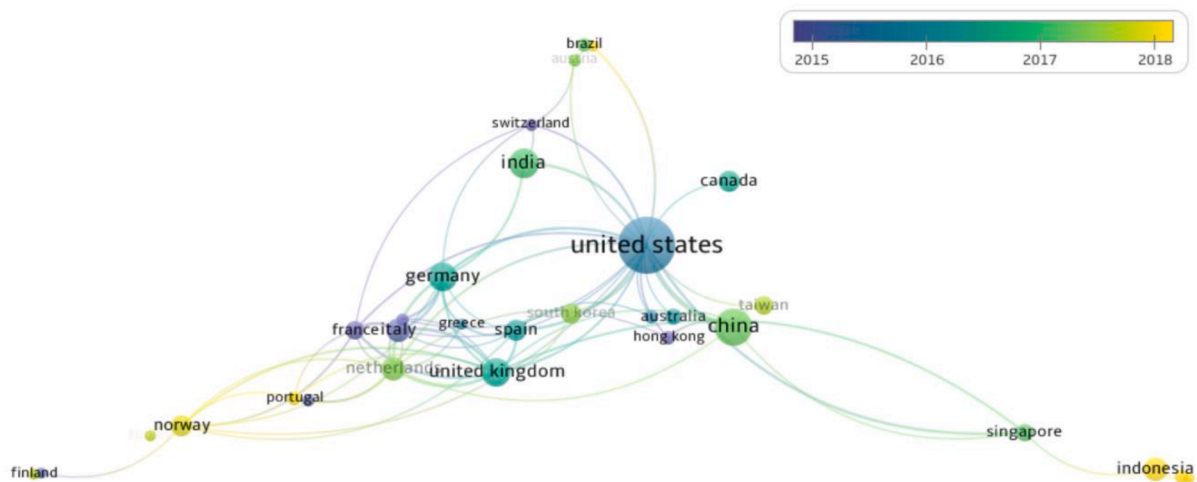 brazil
austria
2015 2016 2017 2018
switzerland
india
canada
united states
germany
taiwan
south korea
australia
china
greece
spain
france
italy
hong kong
netherlands
united kingdom
portugal
norway
singapore
finland
indonesia